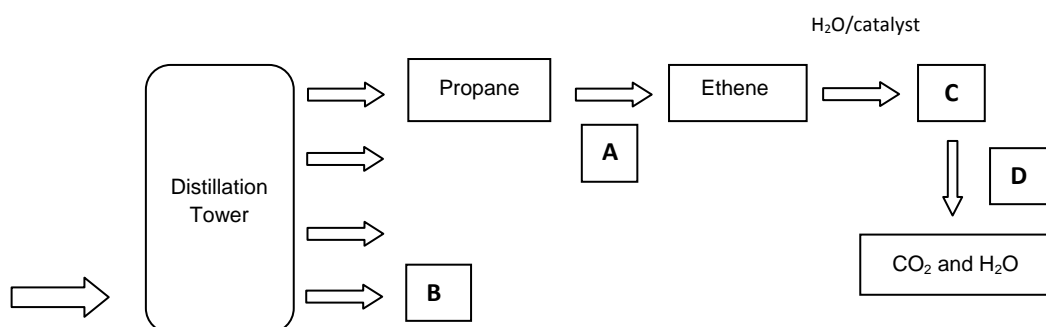 H₂O/catalyst
Propane
Ethene
C
A
D
Distillation
Tower
B
CO₂ and H₂O